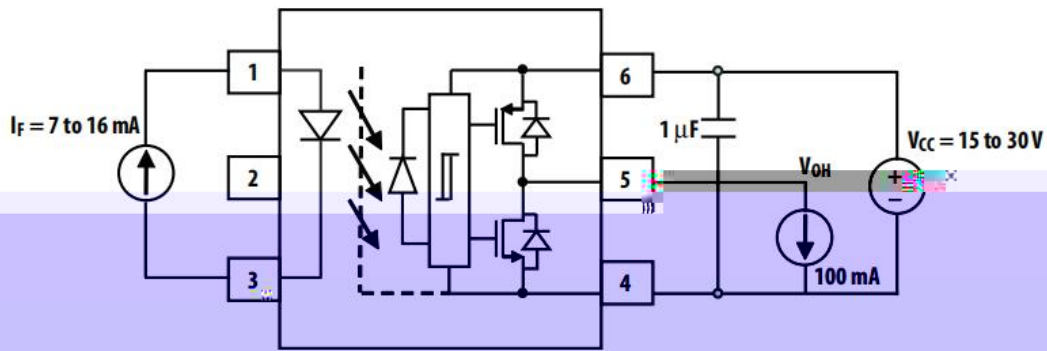 1
6
I_F = 7 to 16 mA
1 µF
V_CC = 15 to 30 V
2
5
V_OH
+
−
3
4
100 mA